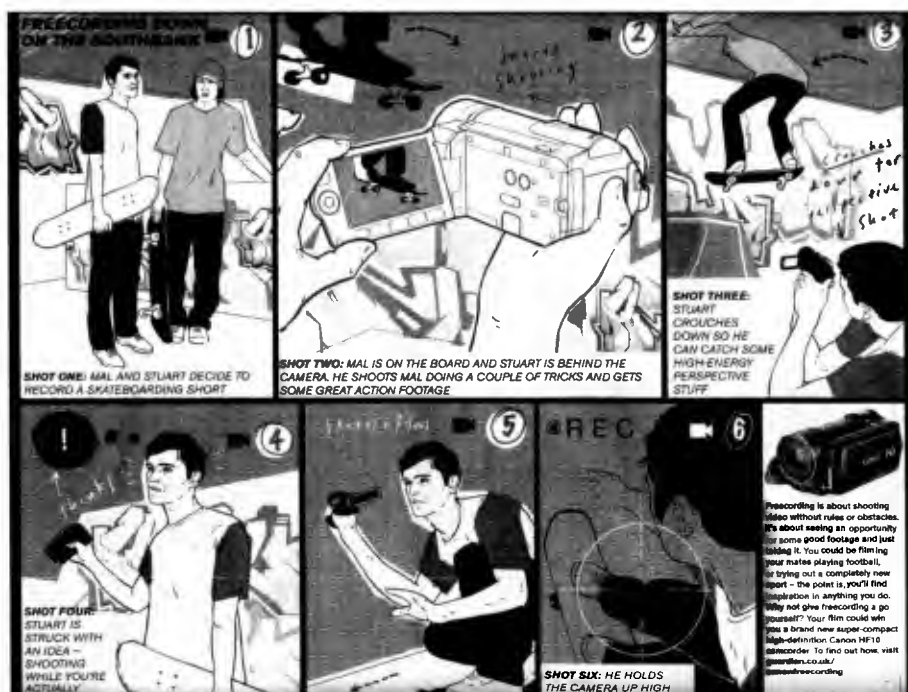 FREECORDING DOWN
ON THE SOUTHBANK
1
SHOT ONE: MAL AND STUART DECIDE TO
RECORD A SKATEBOARDING SHORT
2
starts
shooting
SHOT TWO: MAL IS ON THE BOARD AND STUART IS BEHIND THE
CAMERA. HE SHOOTS MAL DOING A COUPLE OF TRICKS AND GETS
SOME GREAT ACTION FOOTAGE
3
crouches
down for
perspective
shot
SHOT THREE:
STUART
CROUCHES
DOWN SO HE
CAN CATCH SOME
HIGH-ENERGY
PERSPECTIVE
STUFF
!
4
SHOT FOUR:
STUART IS
STRUCK WITH
AN IDEA –
SHOOTING
WHILE YOU'RE
ACTUALLY
5
REC
6
SHOT SIX: HE HOLDS
THE CAMERA UP HIGH
Freecording is about shooting
video without rules or obstacles.
It's about seeing an opportunity
for some good footage and just
taking it. You could be filming
your mates playing football,
or trying out a completely new
sport – the point is, you'll find
inspiration in anything you do.
Why not give freecording a go
yourself? Your film could win
you a brand new super-compact
high-definition Canon HF10
camcorder To find out how, visit
guardian.co.uk/
canonfreecording